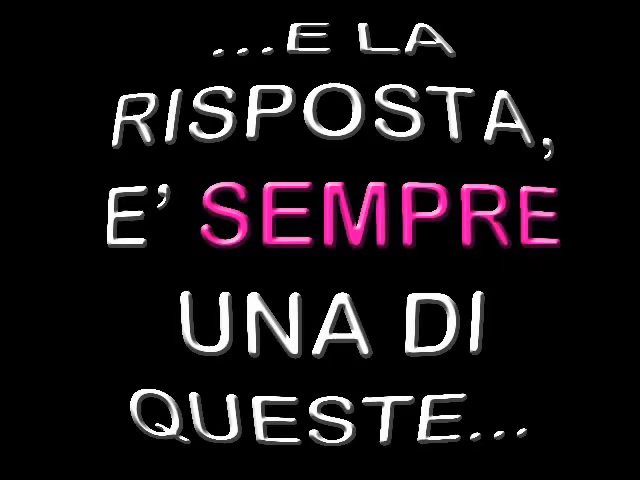 ...E LA
RISPOSTA,
E’ SEMPRE
UNA DI
QUESTE...